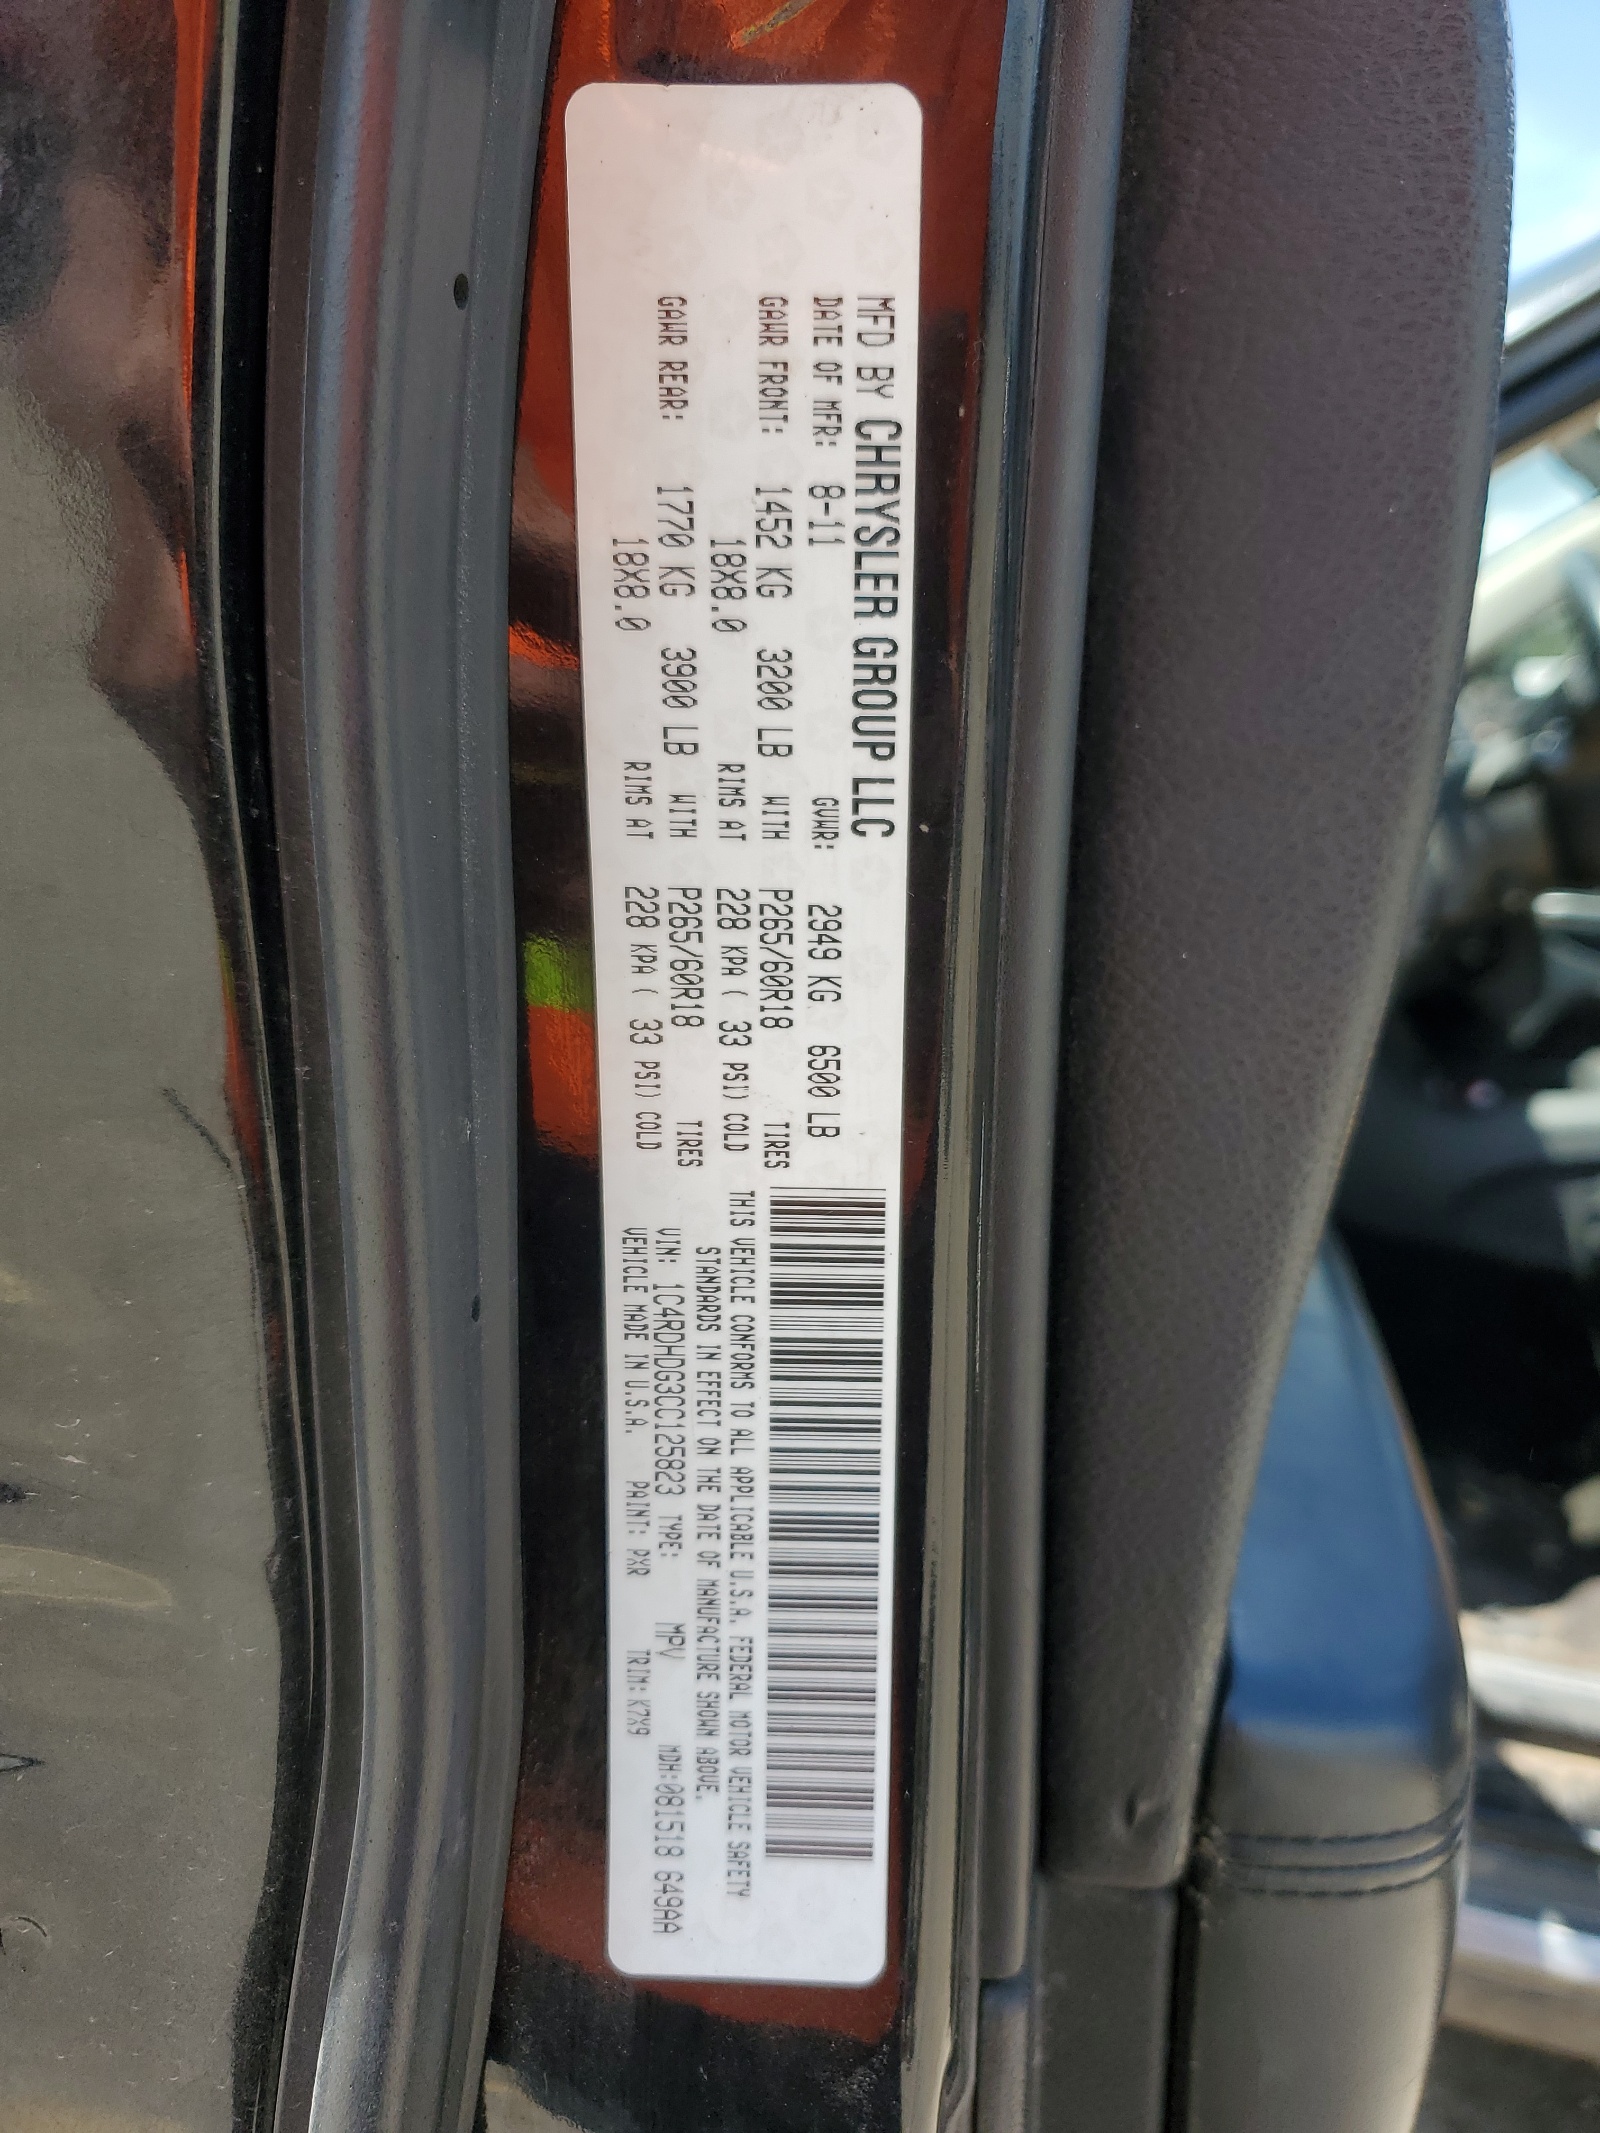 MFD BY CHRYSLER GROUP LLC
DATE OF MFR: 8-11 GVWR: 2949 KG 6500 LB
GAWR FRONT: 1452 KG 3200 LB WITH P265/60R18 TIRES
18X8.0 RIMS AT 228 KPA ( 33 PSI) COLD
GAWR REAR: 1770 KG 3900 LB WITH P265/60R18 TIRES
18X8.0 RIMS AT 228 KPA ( 33 PSI) COLD
THIS VEHICLE CONFORMS TO ALL APPLICABLE U.S.A. FEDERAL MOTOR VEHICLE SAFETY
STANDARDS IN EFFECT ON THE DATE OF MANUFACTURE SHOWN ABOVE.
VIN: 1C4RDHDG3CC125823 TYPE: MPV MDH:081518 649AA
VEHICLE MADE IN U.S.A. PAINT: PXR TRIM: K7X9